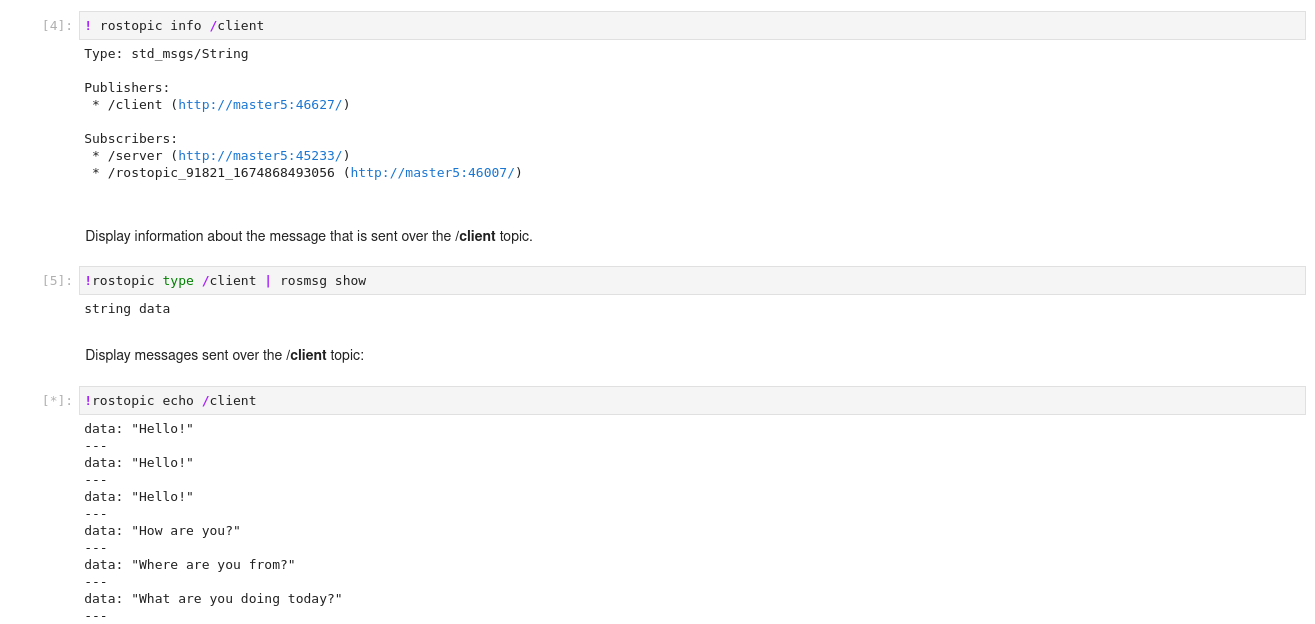 [4]: ! rostopic info /client
Type: std_msgs/String
Publishers:
* /client (http://master5:46627/)
Subscribers:
* /server (http://master5:45233/)
* /rostopic_91821_1674868493056 (http://master5:46007/)
Display information about the message that is sent over the /client topic.
[5]: !rostopic type /client | rosmsg show
string data
Display messages sent over the /client topic:
[*]: !rostopic echo /client
data: "Hello!"
---
data: "Hello!"
---
data: "Hello!"
---
data: "How are you?"
---
data: "Where are you from?"
---
data: "What are you doing today?"
---